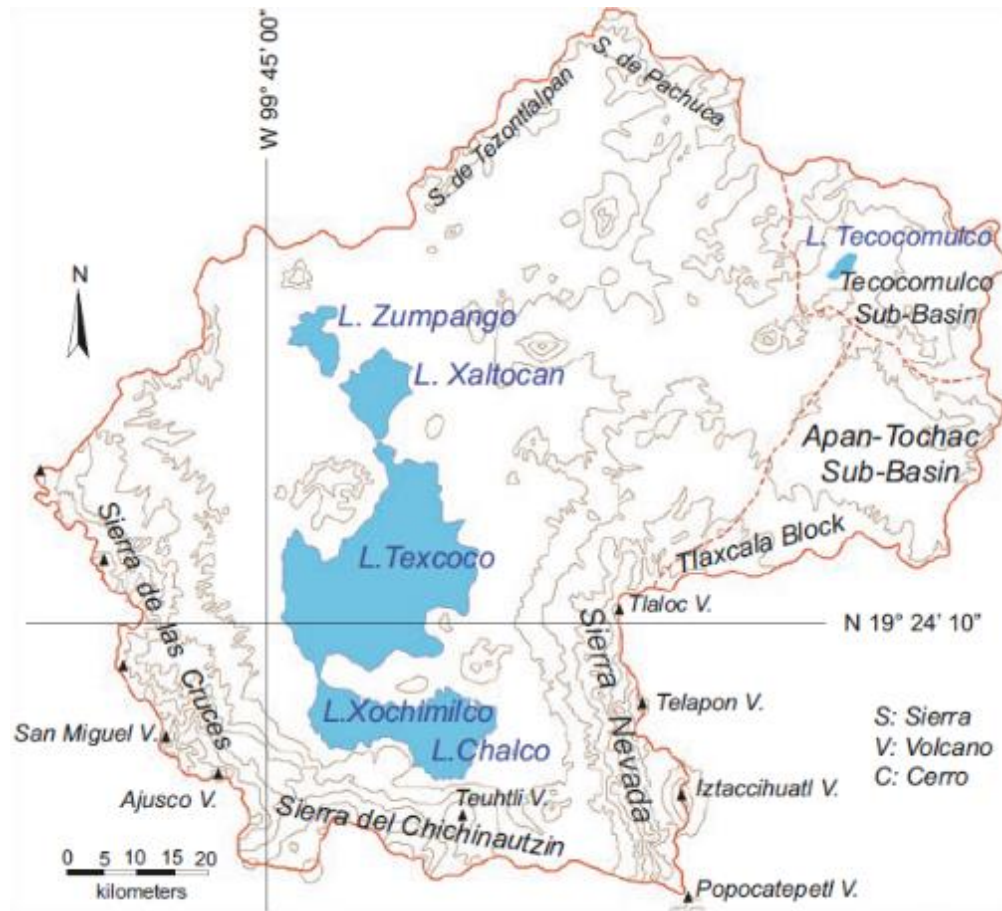 W 99° 45' 00"
S. de Pachuca
S. de Tezontlalpan
L. Tecocomulco
Tecocomulco
Sub-Basin
N
L. Zumpango
L. Xaltocan
Apan-Tochac
Sub-Basin
Sierra de las Cruces
L.Texcoco
Tlaxcala Block
Tlaloc V.
N 19° 24' 10"
Sierra Nevada
L.Xochimilco
Telapon V.
San Miguel V.
L.Chalco
S: Sierra
V: Volcano
C: Cerro
Ajusco V.
Teuhtli V.
Iztaccihuatl V.
Sierra del Chichinautzin
0 5 10 15 20
kilometers
Popocatepetl V.